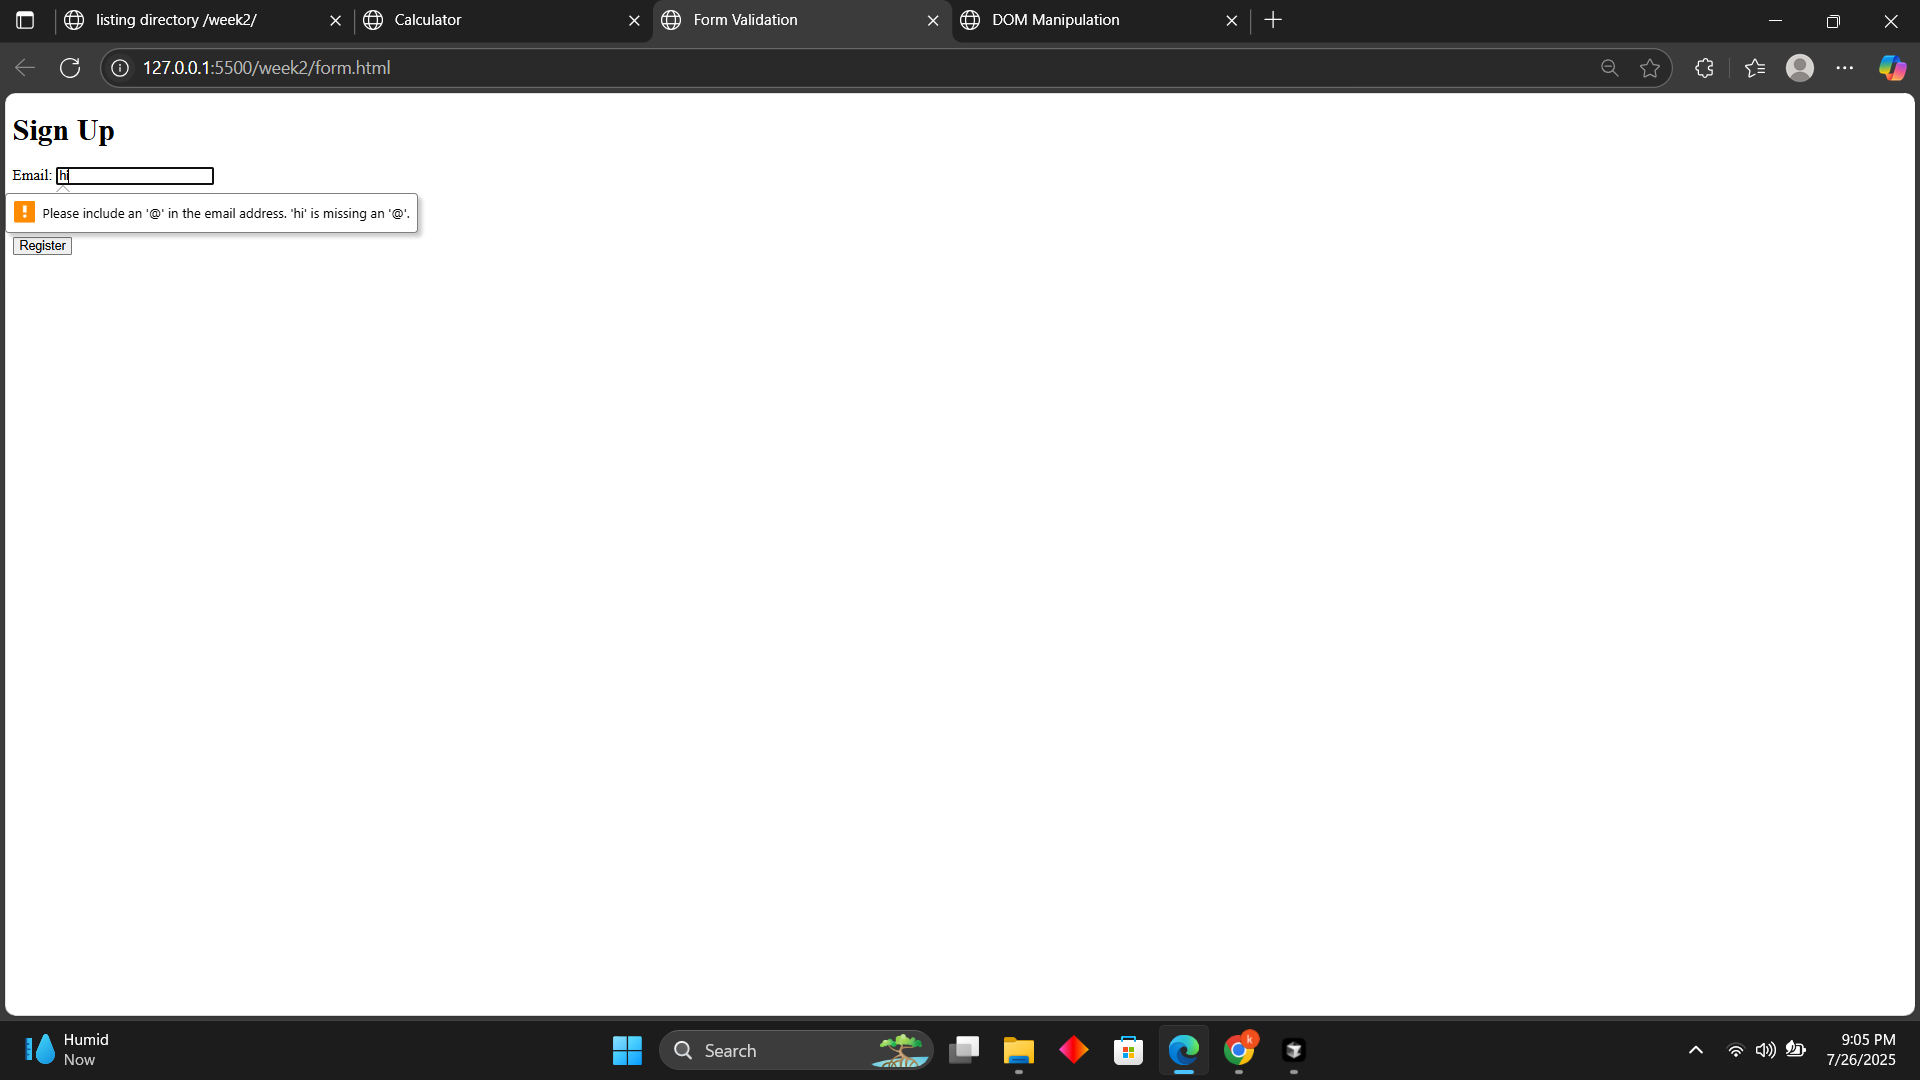 listing directory /week2/
Calculator
Form Validation
DOM Manipulation
127.0.0.1:5500/week2/form.html
Sign Up
Email: hi
Please include an '@' in the email address. 'hi' is missing an '@'.
Register
Humid
Now
Search
k
9:05 PM
7/26/2025